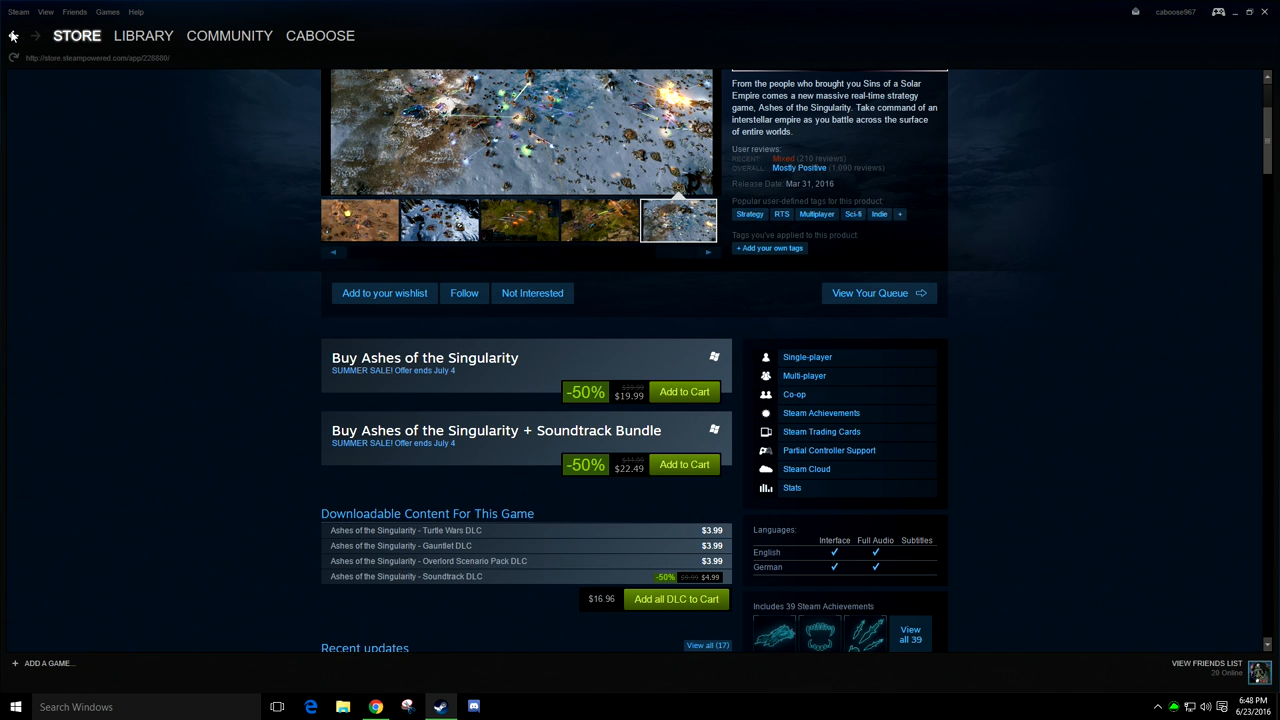 Steam View Friends Games Help
caboose967
STORE LIBRARY COMMUNITY CABOOSE
http://store.steampowered.com/app/228880/
From the people who brought you Sins of a Solar
Empire comes a new massive real-time strategy
game, Ashes of the Singularity. Take command of an
interstellar empire as you battle across the surface
of entire worlds.
User reviews:
RECENT: Mixed (210 reviews)
OVERALL: Mostly Positive (1,090 reviews)
Release Date: Mar 31, 2016
Popular user-defined tags for this product:
Strategy RTS Multiplayer Sci-fi Indie +
Tags you've applied to this product:
+ Add your own tags
Add to your wishlist Follow Not Interested View Your Queue
Buy Ashes of the Singularity
SUMMER SALE! Offer ends July 4
-50% $39.99 $19.99 Add to Cart
Buy Ashes of the Singularity + Soundtrack Bundle
SUMMER SALE! Offer ends July 4
-50% $44.99 $22.49 Add to Cart
Downloadable Content For This Game
Ashes of the Singularity - Turtle Wars DLC $3.99
Ashes of the Singularity - Gauntlet DLC $3.99
Ashes of the Singularity - Overlord Scenario Pack DLC $3.99
Ashes of the Singularity - Soundtrack DLC -50% $9.99 $4.99
$16.96 Add all DLC to Cart
Recent updates View all (17)
Single-player
Multi-player
Co-op
Steam Achievements
Steam Trading Cards
Partial Controller Support
Steam Cloud
Stats
Languages:
Interface Full Audio Subtitles
English ✔ ✔
German ✔ ✔
Includes 39 Steam Achievements
View
all 39
+ ADD A GAME...
VIEW FRIENDS LIST
20 Online
Search Windows
6:48 PM
6/23/2016